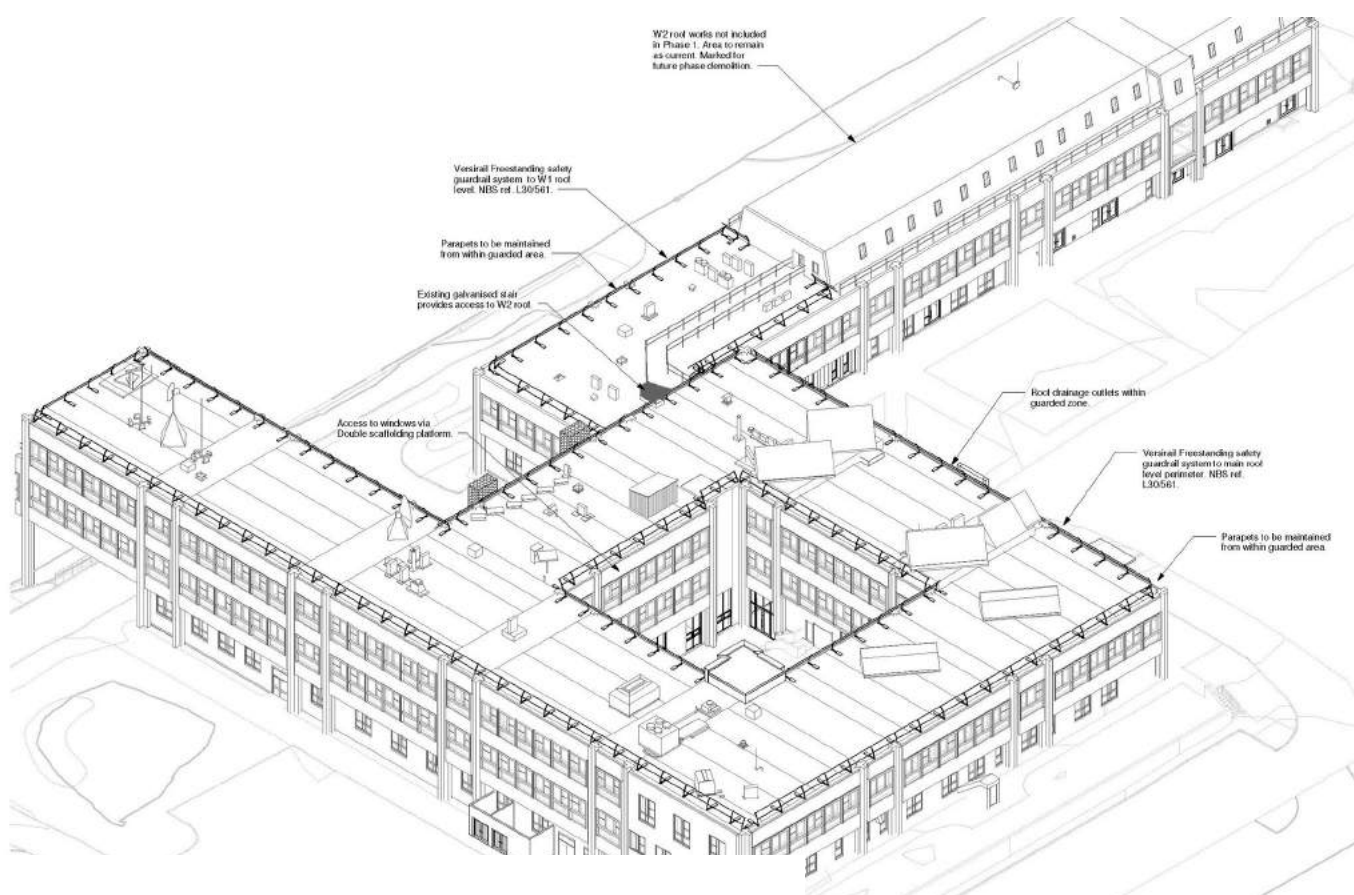 W2 roof works not included
in Phase 1. Area to remain
as current. Marked for
future phase demolition.
Versirail Freestanding safety
guardrail system to W1 roof
level. NBS ref. L30/561.
Parapets to be maintained
from within guarded area.
Existing galvanised stair
provides access to W2 roof.
Access to windows via
Double scaffolding platform.
Roof drainage outlets within
guarded zone.
Versirail Freestanding safety
guardrail system to main roof
level perimeter. NBS ref.
L30/561.
Parapets to be maintained
from within guarded area